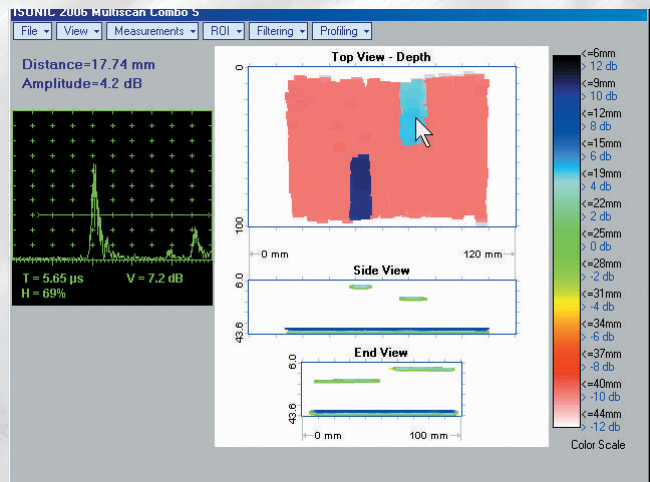 ISONIC 2006 Multiscan Combo S
File View Measurements ROI Filtering Profiling
Distance=17.74 mm
Amplitude=4.2 dB
T = 5.65 µs V = 7.2 dB
H = 69%
Top View - Depth
0
100
0 mm 120 mm
Side View
6.0
43.6
End View
6.0
43.6
0 mm 100 mm
<=6mm
> 12 db
<=9mm
> 10 db
<=12mm
> 8 db
<=15mm
> 6 db
<=19mm
> 4 db
<=22mm
> 2 db
<=25mm
> 0 db
<=28mm
> -2 db
<=31mm
> -4 db
<=34mm
> -6 db
<=37mm
> -8 db
<=40mm
> -10 db
<=44mm
> -12 db
Color Scale